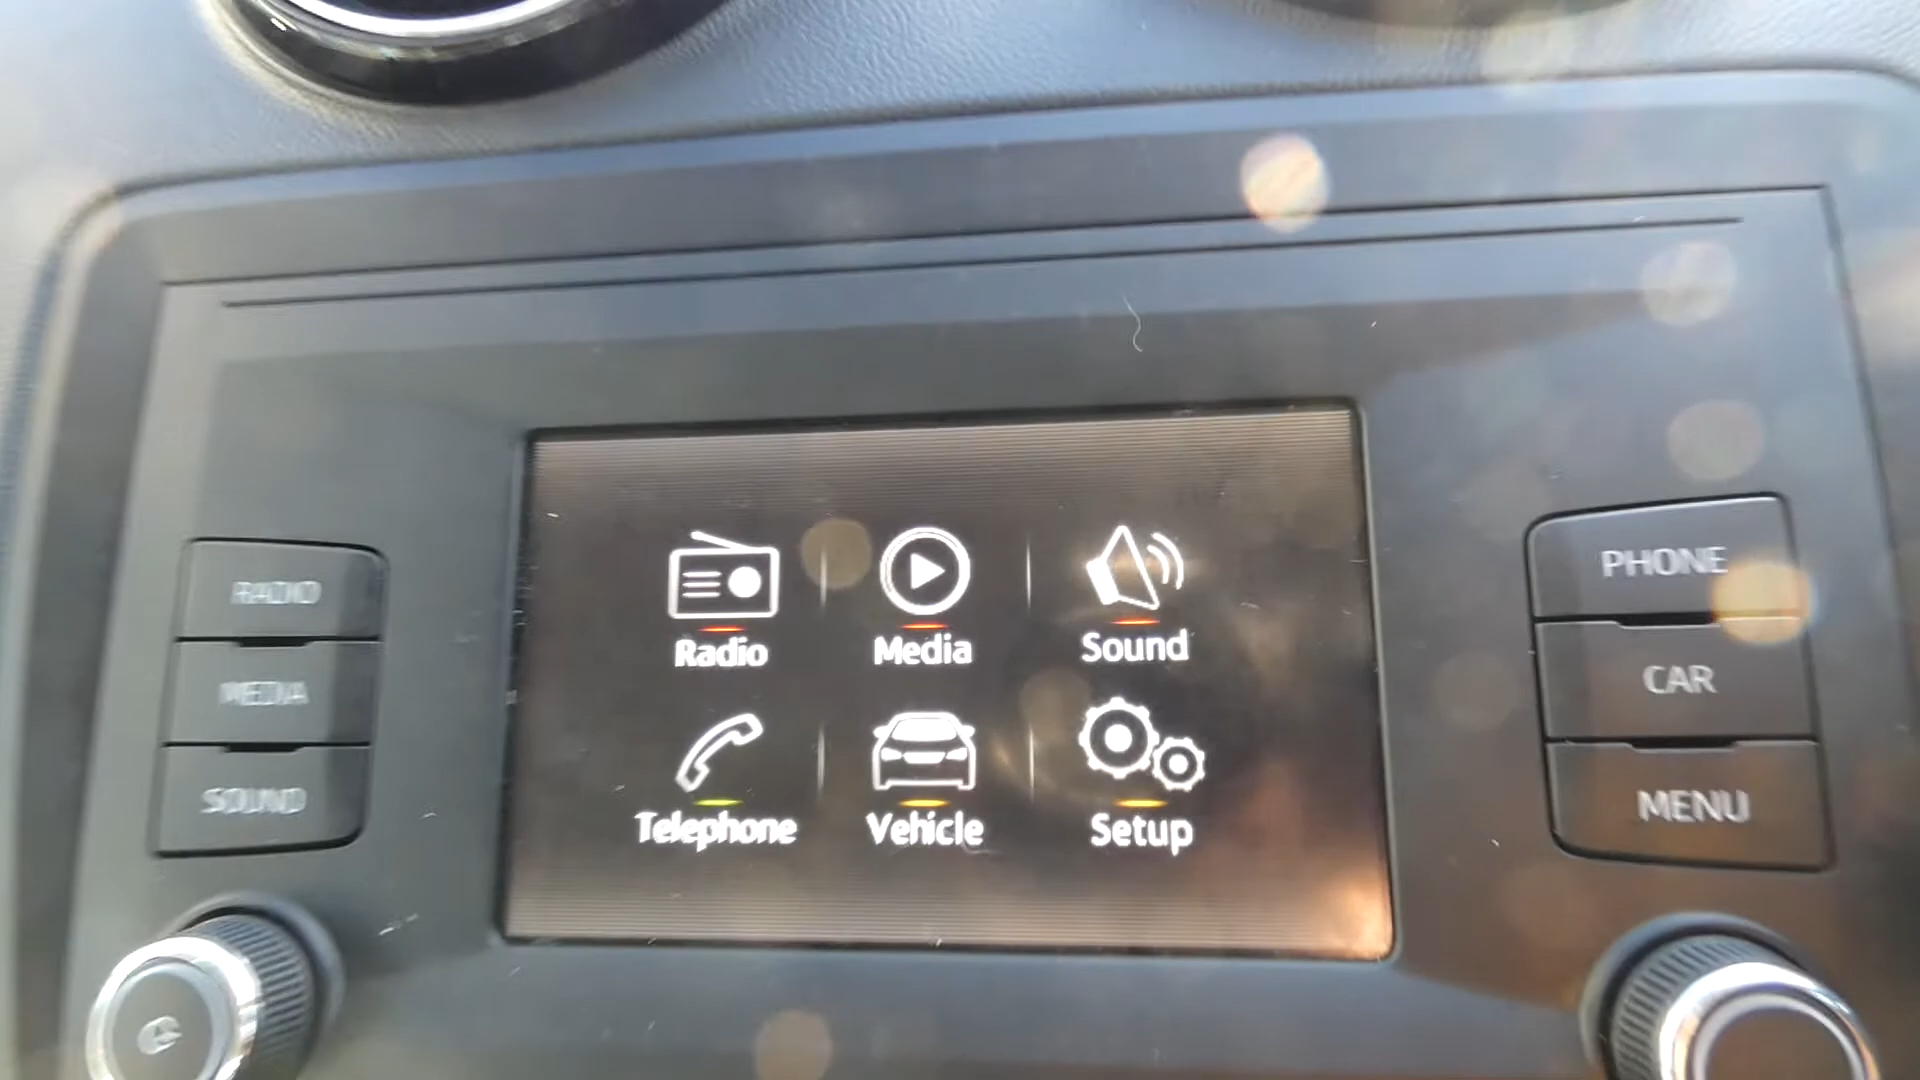 RADIO
MEDIA
SOUND
Radio
Media
Sound
Telephone
Vehicle
Setup
PHONE
CAR
MENU